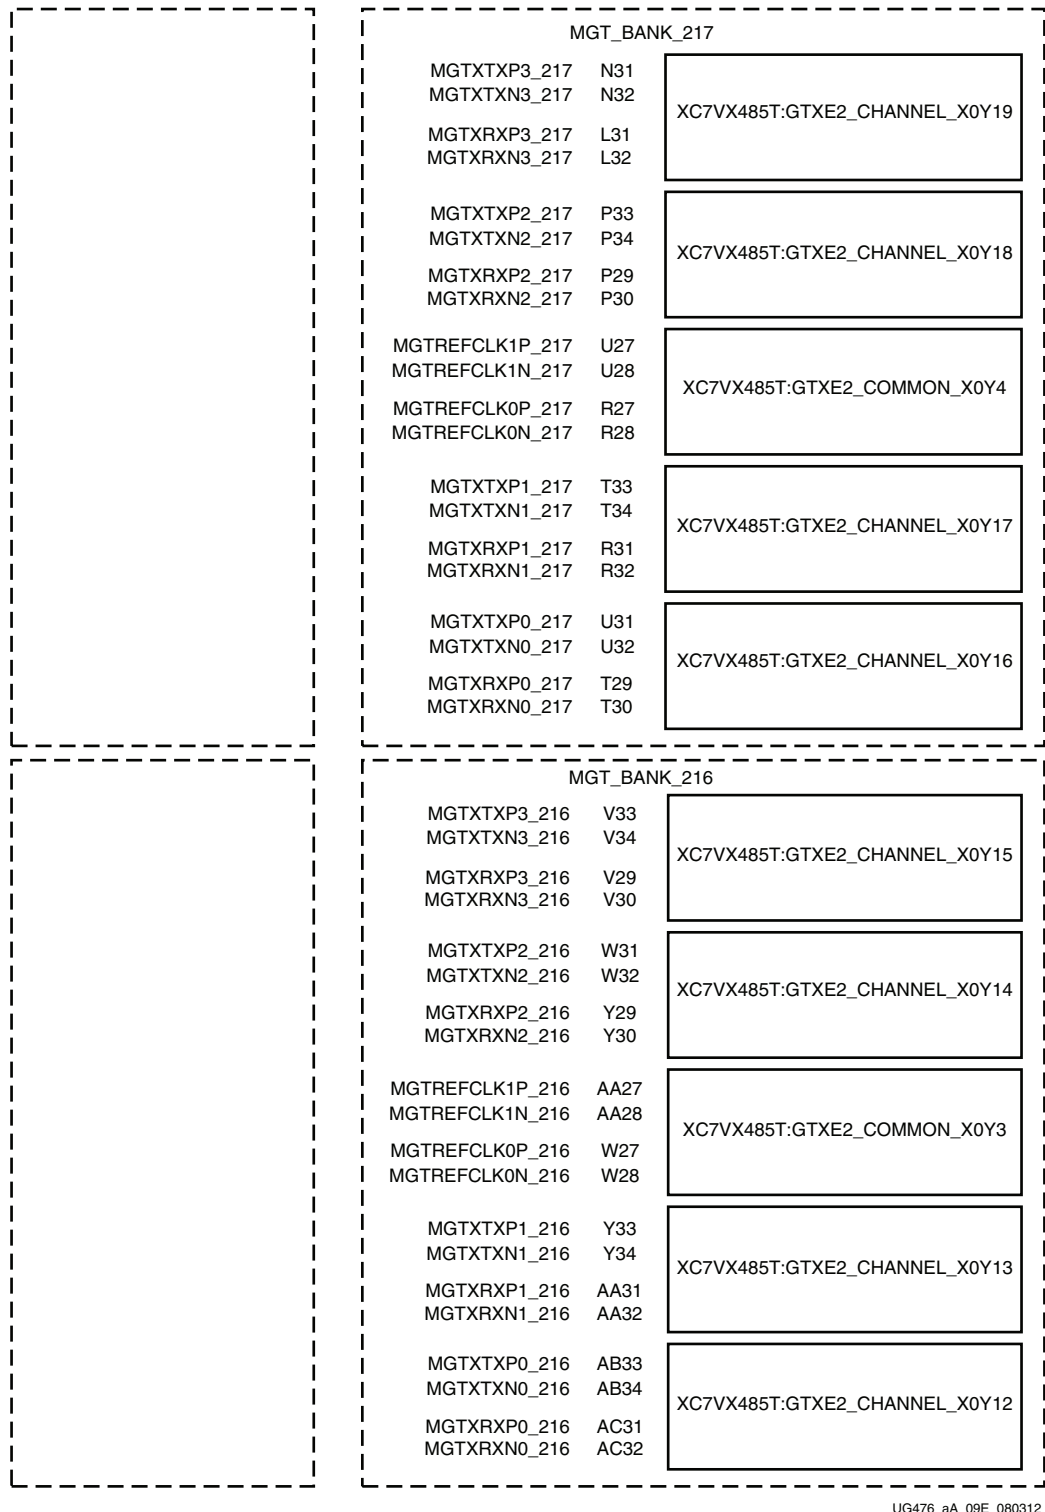 MGT_BANK_217
MGTXTXP3_217 N31
MGTXTXN3_217 N32
XC7VX485T:GTXE2_CHANNEL_X0Y19
MGTXRXP3_217 L31
MGTXRXN3_217 L32
MGTXTXP2_217 P33
MGTXTXN2_217 P34
XC7VX485T:GTXE2_CHANNEL_X0Y18
MGTXRXP2_217 P29
MGTXRXN2_217 P30
MGTREFCLK1P_217 U27
MGTREFCLK1N_217 U28
XC7VX485T:GTXE2_COMMON_X0Y4
MGTREFCLK0P_217 R27
MGTREFCLK0N_217 R28
MGTXTXP1_217 T33
MGTXTXN1_217 T34
XC7VX485T:GTXE2_CHANNEL_X0Y17
MGTXRXP1_217 R31
MGTXRXN1_217 R32
MGTXTXP0_217 U31
MGTXTXN0_217 U32
XC7VX485T:GTXE2_CHANNEL_X0Y16
MGTXRXP0_217 T29
MGTXRXN0_217 T30
MGT_BANK_216
MGTXTXP3_216 V33
MGTXTXN3_216 V34
XC7VX485T:GTXE2_CHANNEL_X0Y15
MGTXRXP3_216 V29
MGTXRXN3_216 V30
MGTXTXP2_216 W31
MGTXTXN2_216 W32
XC7VX485T:GTXE2_CHANNEL_X0Y14
MGTXRXP2_216 Y29
MGTXRXN2_216 Y30
MGTREFCLK1P_216 AA27
MGTREFCLK1N_216 AA28
XC7VX485T:GTXE2_COMMON_X0Y3
MGTREFCLK0P_216 W27
MGTREFCLK0N_216 W28
MGTXTXP1_216 Y33
MGTXTXN1_216 Y34
XC7VX485T:GTXE2_CHANNEL_X0Y13
MGTXRXP1_216 AA31
MGTXRXN1_216 AA32
MGTXTXP0_216 AB33
MGTXTXN0_216 AB34
XC7VX485T:GTXE2_CHANNEL_X0Y12
MGTXRXP0_216 AC31
MGTXRXN0_216 AC32
UG476_aA_09E_080312